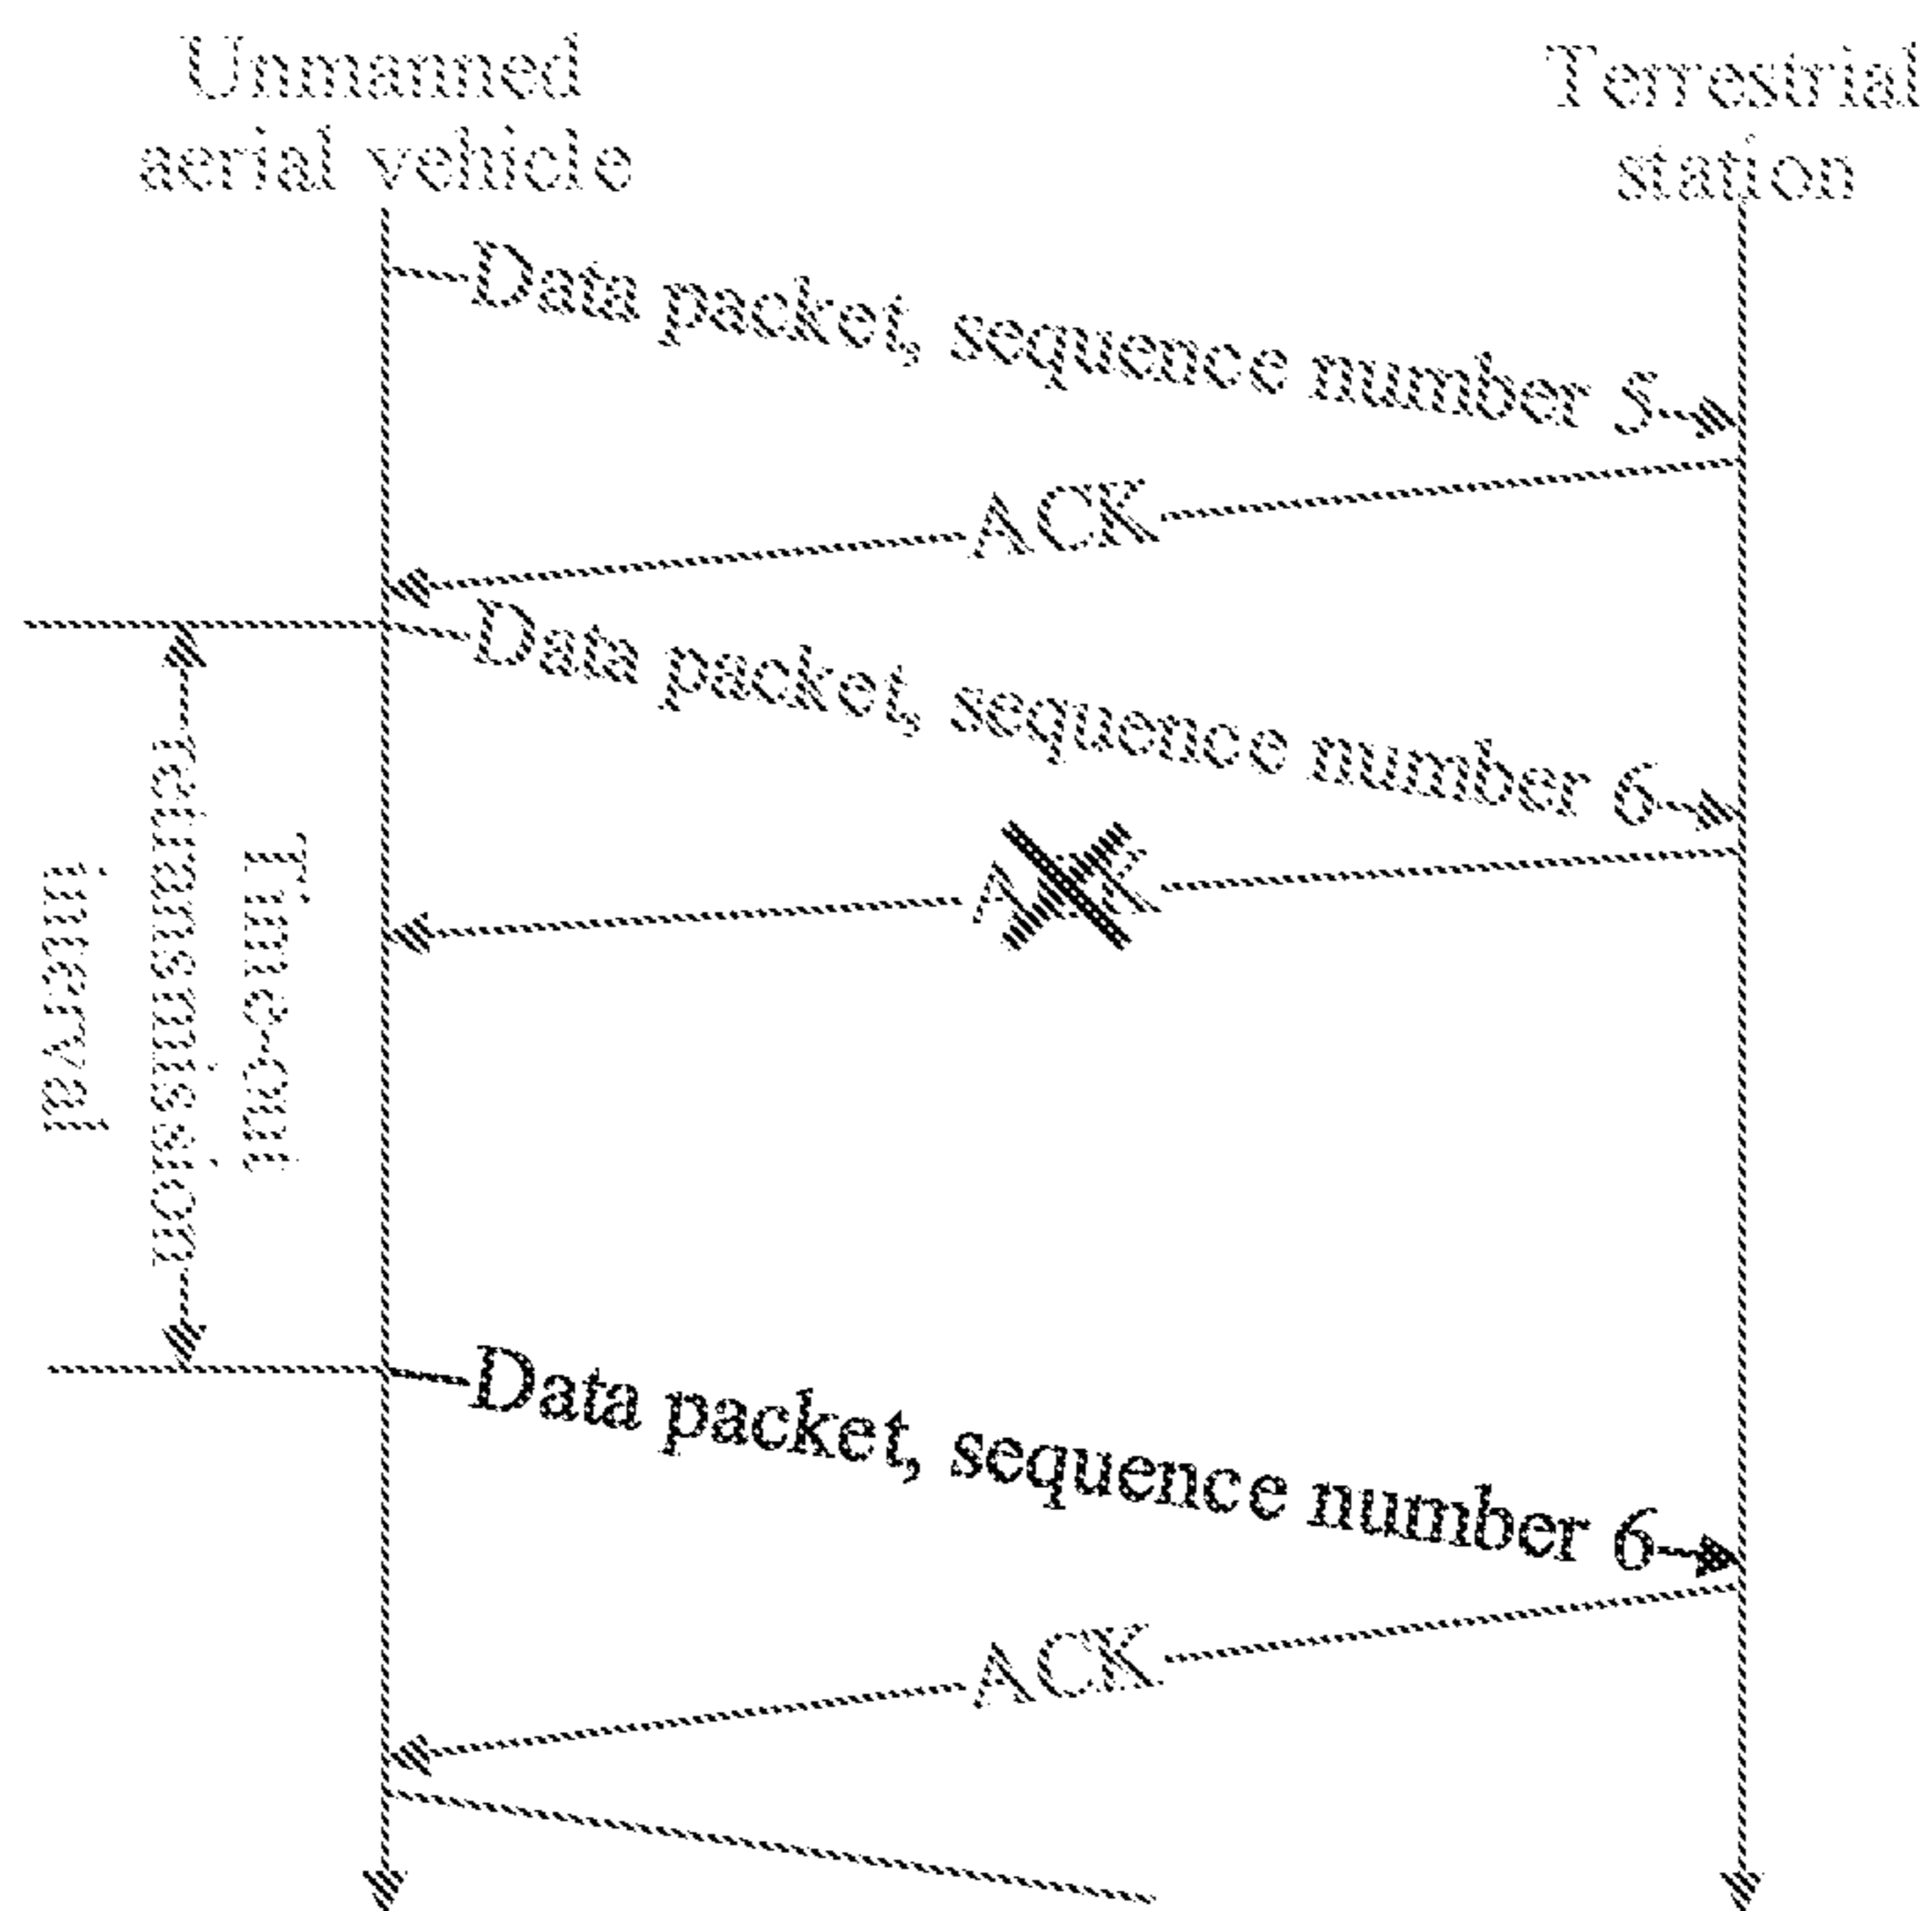 Unmanned
aerial vehicle
Terrestrial
station
Data packet, sequence number 5
ACK
Data packet, sequence number 6
ACK
Time-out
retransmission
interval
Data packet, sequence number 6
ACK